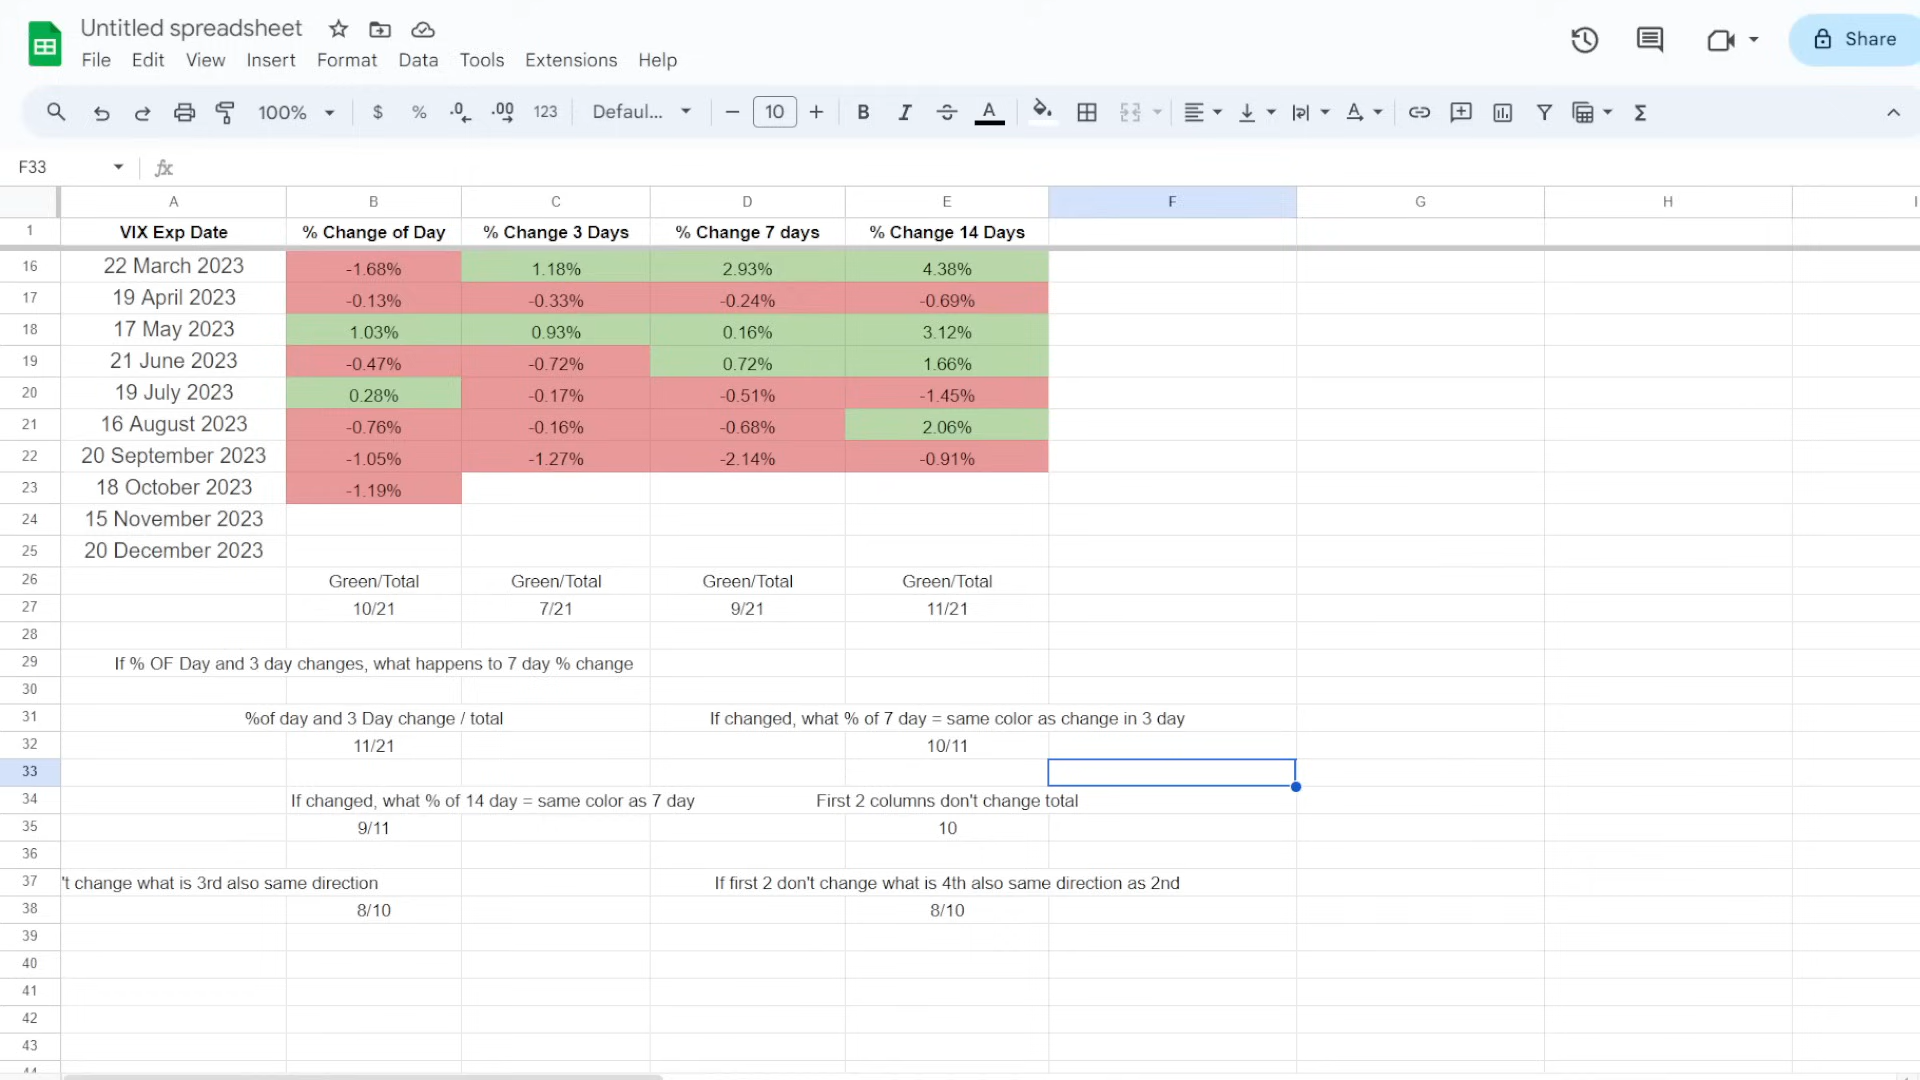 Untitled spreadsheet
File Edit View Insert Format Data Tools Extensions Help
Share
100% $ % .0 .00 123 Defaul... 10 B I A
F33 fx
A B C D E F G H I
1 VIX Exp Date % Change of Day % Change 3 Days % Change 7 days % Change 14 Days
16 22 March 2023 -1.68% 1.18% 2.93% 4.38%
17 19 April 2023 -0.13% -0.33% -0.24% -0.69%
18 17 May 2023 1.03% 0.93% 0.16% 3.12%
19 21 June 2023 -0.47% -0.72% 0.72% 1.66%
20 19 July 2023 0.28% -0.17% -0.51% -1.45%
21 16 August 2023 -0.76% -0.16% -0.68% 2.06%
22 20 September 2023 -1.05% -1.27% -2.14% -0.91%
23 18 October 2023 -1.19%
24 15 November 2023
25 20 December 2023
26 Green/Total Green/Total Green/Total Green/Total
27 10/21 7/21 9/21 11/21
28
29 If % OF Day and 3 day changes, what happens to 7 day % change
30
31 %of day and 3 Day change / total If changed, what % of 7 day = same color as change in 3 day
32 11/21 10/11
33
34 If changed, what % of 14 day = same color as 7 day First 2 columns don't change total
35 9/11 10
36
37 't change what is 3rd also same direction If first 2 don't change what is 4th also same direction as 2nd
38 8/10 8/10
39
40
41
42
43
44